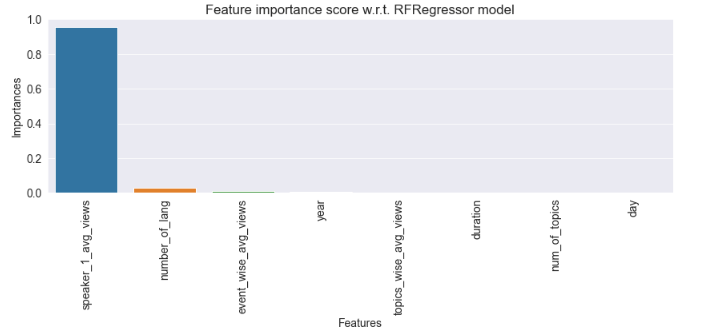 Feature importance score w.r.t. RFRegressor model
Importances
1.0
0.8
0.6
0.4
0.2
0.0
speaker_1_avg_views
number_of_lang
event_wise_avg_views
year
topics_wise_avg_views
duration
num_of_topics
day
Features